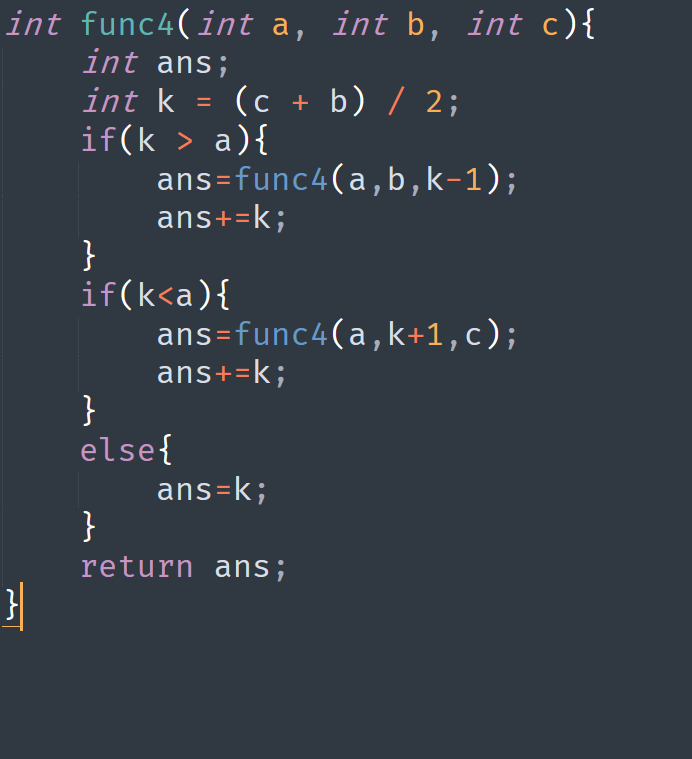 int func4(int a, int b, int c){
    int ans;
    int k = (c + b) / 2;
    if(k > a){
        ans=func4(a,b,k-1);
        ans+=k;
    }
    if(k<a){
        ans=func4(a,k+1,c);
        ans+=k;
    }
    else{
        ans=k;
    }
    return ans;
}